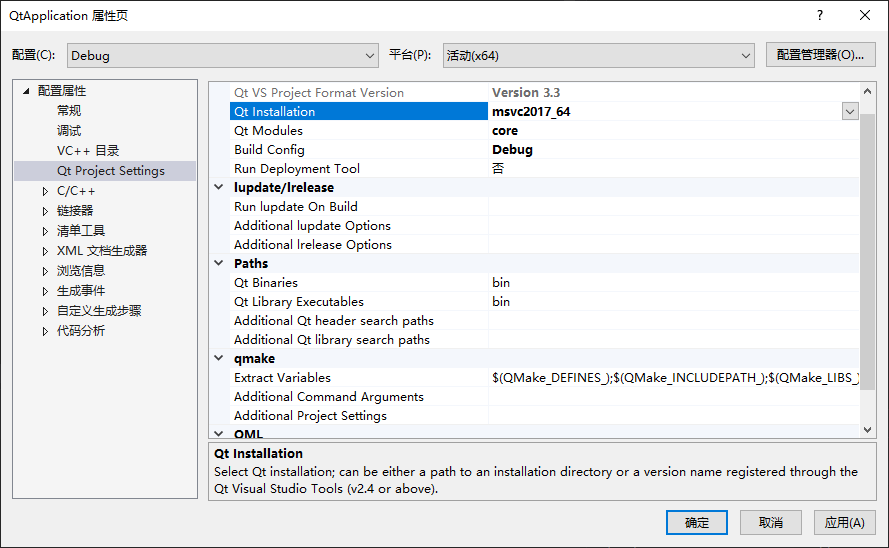 QtApplication 属性页
配置(C): Debug 平台(P): 活动(x64) 配置管理器(O)...
配置属性
常规
调试
VC++ 目录
Qt Project Settings
C/C++
链接器
清单工具
XML 文档生成器
浏览信息
生成事件
自定义生成步骤
代码分析
Qt VS Project Format Version Version 3.3
Qt Installation msvc2017_64
Qt Modules core
Build Config Debug
Run Deployment Tool 否
lupdate/lrelease
Run lupdate On Build
Additional lupdate Options
Additional lrelease Options
Paths
Qt Binaries bin
Qt Library Executables bin
Additional Qt header search paths
Additional Qt library search paths
qmake
Extract Variables $(QMake_DEFINES_);$(QMake_INCLUDEPATH_);$(QMake_LIBS_)
Additional Command Arguments
Additional Project Settings
QML
Qt Installation
Select Qt installation; can be either a path to an installation directory or a version name registered through the
Qt Visual Studio Tools (v2.4 or above).
确定 取消 应用(A)